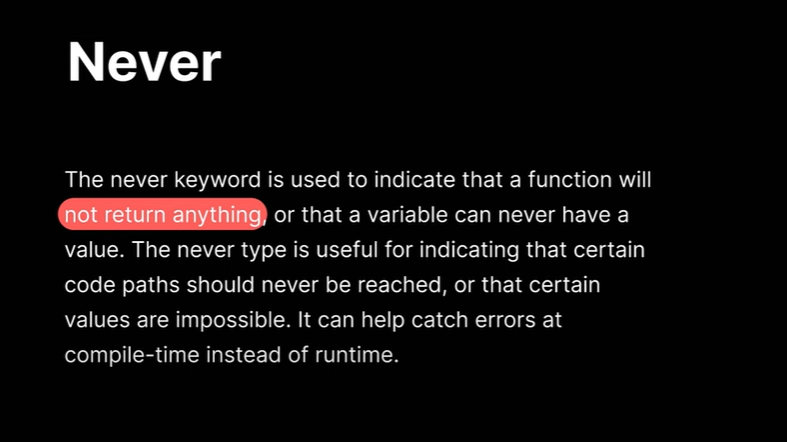 Never
The never keyword is used to indicate that a function will
not return anything, or that a variable can never have a
value. The never type is useful for indicating that certain
code paths should never be reached, or that certain
values are impossible. It can help catch errors at
compile-time instead of runtime.